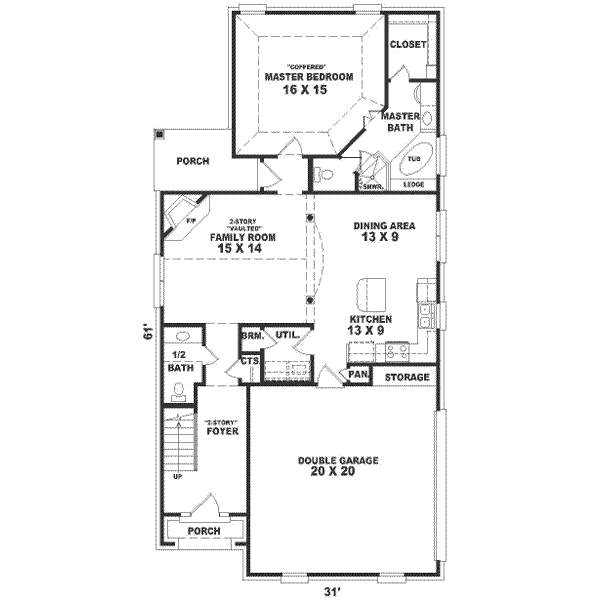 CLOSET
"COFFERED"
MASTER BEDROOM
16 X 15
MASTER
BATH
PORCH
TUB
SHWR.
LEDGE
F/P
2-STORY
"VAULTED"
FAMILY ROOM
15 X 14
DINING AREA
13 X 9
KITCHEN
13 X 9
61'
BRM.
UTIL.
1/2
BATH
CTS.
PAN.
STORAGE
"2-STORY"
FOYER
UP
DOUBLE GARAGE
20 X 20
PORCH
31'